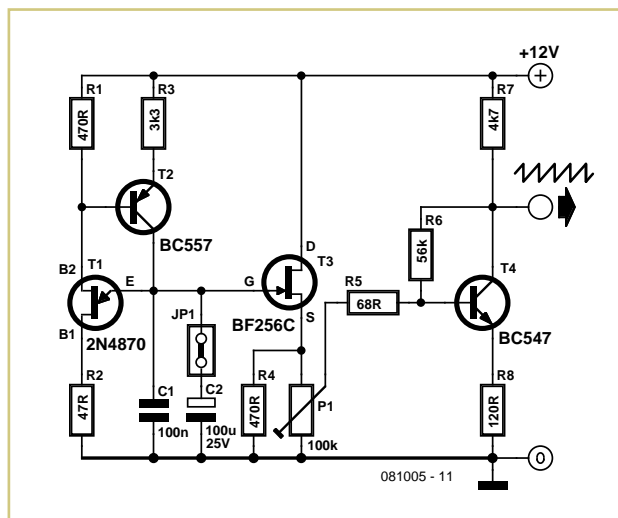 +12V
R1
R3
R7
470R
3k3
4k7
T2
BC557
R6
56k
D
T3
B2
T1
E
G
R5
T4
68R
S
BF256C
BC547
B1
2N4870
JP1
R2
47R
C1
100n
C2
100u
25V
R4
470R
P1
100k
R8
120R
0
081005 - 11